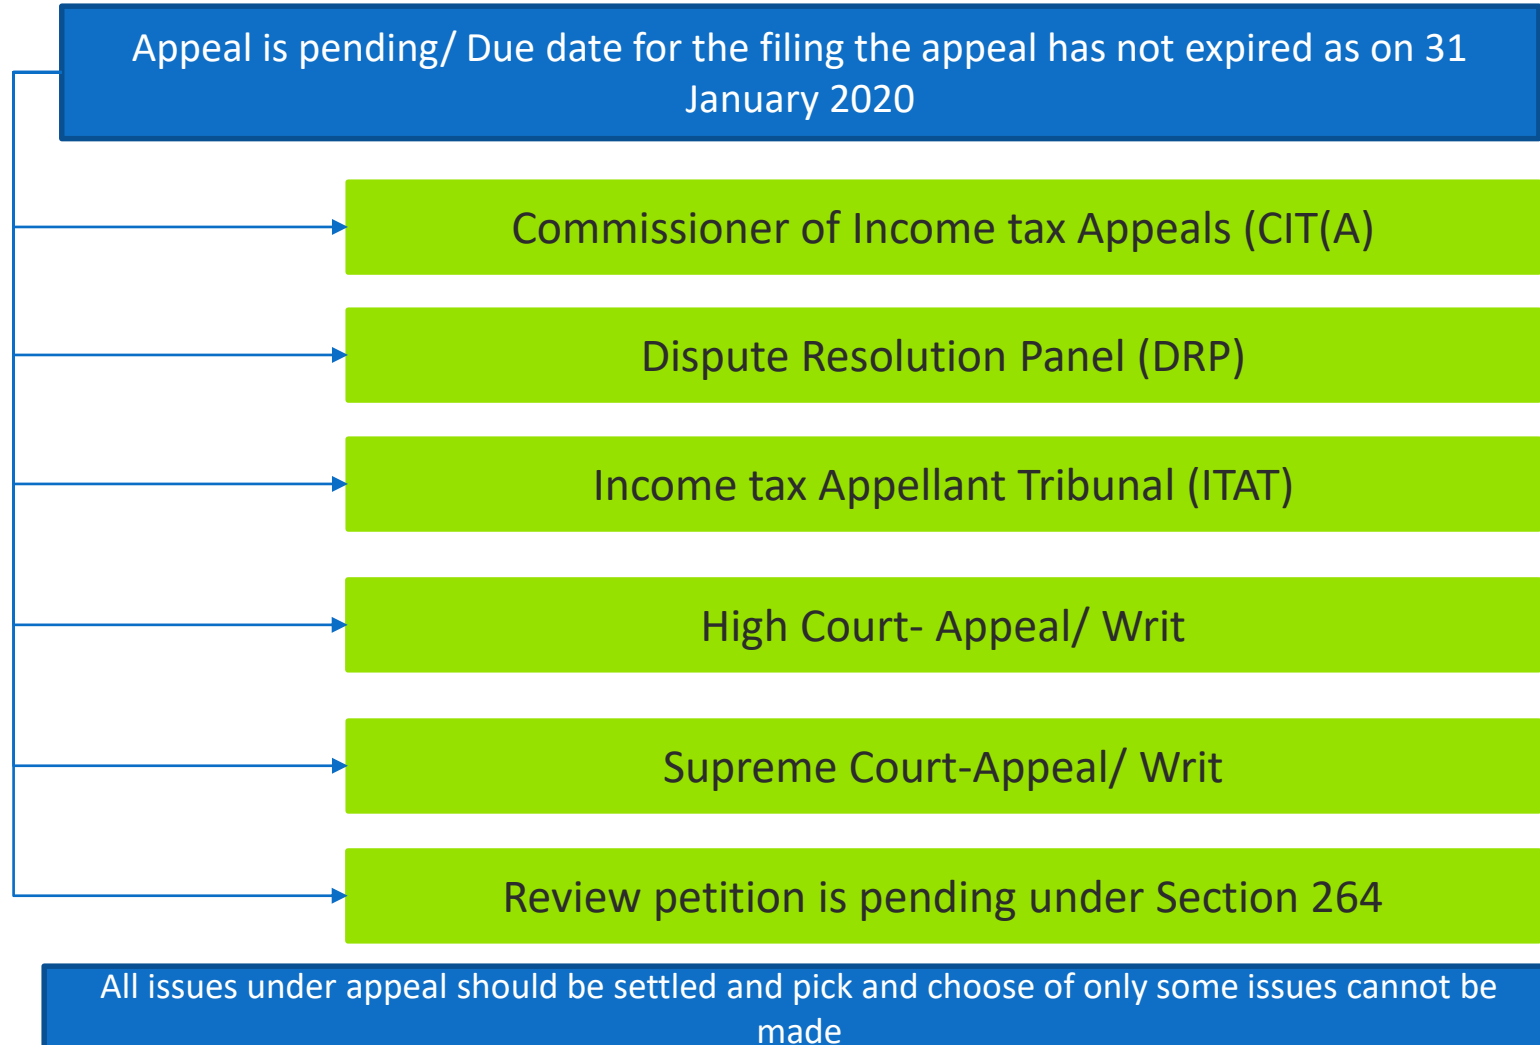 Appeal is pending/ Due date for the filing the appeal has not expired as on 31
January 2020
Commissioner of Income tax Appeals (CIT(A)
Dispute Resolution Panel (DRP)
Income tax Appellant Tribunal (ITAT)
High Court- Appeal/ Writ
Supreme Court-Appeal/ Writ
Review petition is pending under Section 264
All issues under appeal should be settled and pick and choose of only some issues cannot be
made